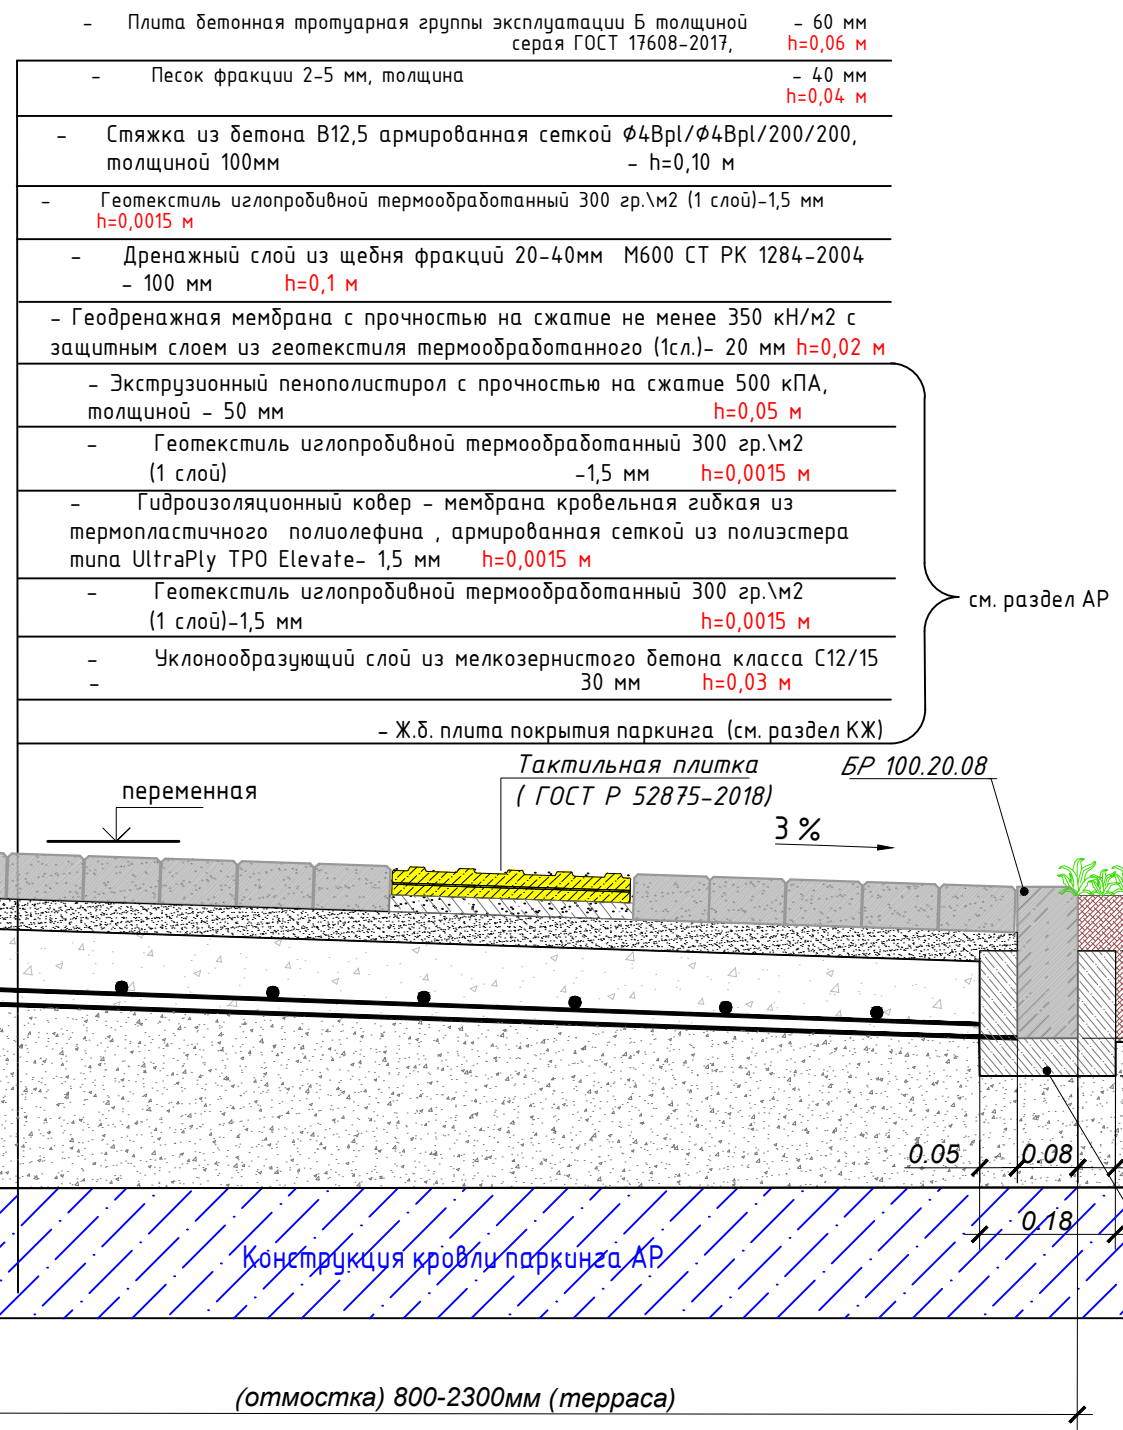 - Плита бетонная тротуарная группы эксплуатации Б толщиной - 60 мм
серая ГОСТ 17608-2017, h=0,06 м
- Песок фракции 2-5 мм, толщина - 40 мм
h=0,04 м
- Стяжка из бетона В12,5 армированная сеткой Ø4Bpl/Ø4Bpl/200/200,
толщиной 100мм - h=0,10 м
- Геотекстиль иглопробивной термообработанный 300 гр.\м2 (1 слой)-1,5 мм
h=0,0015 м
- Дренажный слой из щебня фракций 20-40мм М600 СТ РК 1284-2004
- 100 мм h=0,1 м
- Геодренажная мембрана с прочностью на сжатие не менее 350 кН/м2 с
защитным слоем из геотекстиля термообработанного (1сл.)- 20 мм h=0,02 м
- Экструзионный пенополистирол с прочностью на сжатие 500 кПА,
толщиной - 50 мм h=0,05 м
- Геотекстиль иглопробивной термообработанный 300 гр.\м2
(1 слой) -1,5 мм h=0,0015 м
- Гидроизоляционный ковер - мембрана кровельная гибкая из
термопластичного полиолефина , армированная сеткой из полиэстера
типа UltraPly TPO Elevate- 1,5 мм h=0,0015 м
- Геотекстиль иглопробивной термообработанный 300 гр.\м2
(1 слой)-1,5 мм h=0,0015 м
см. раздел АР
- Уклонообразующий слой из мелкозернистого бетона класса С12/15
- 30 мм h=0,03 м
- Ж.б. плита покрытия паркинга (см. раздел КЖ)
Тактильная плитка
( ГОСТ Р 52875-2018)
БР 100.20.08
переменная
3 %
0.05 0.08
0.18
Конструкция кровли паркинга АР
(отмостка) 800-2300мм (терраса)